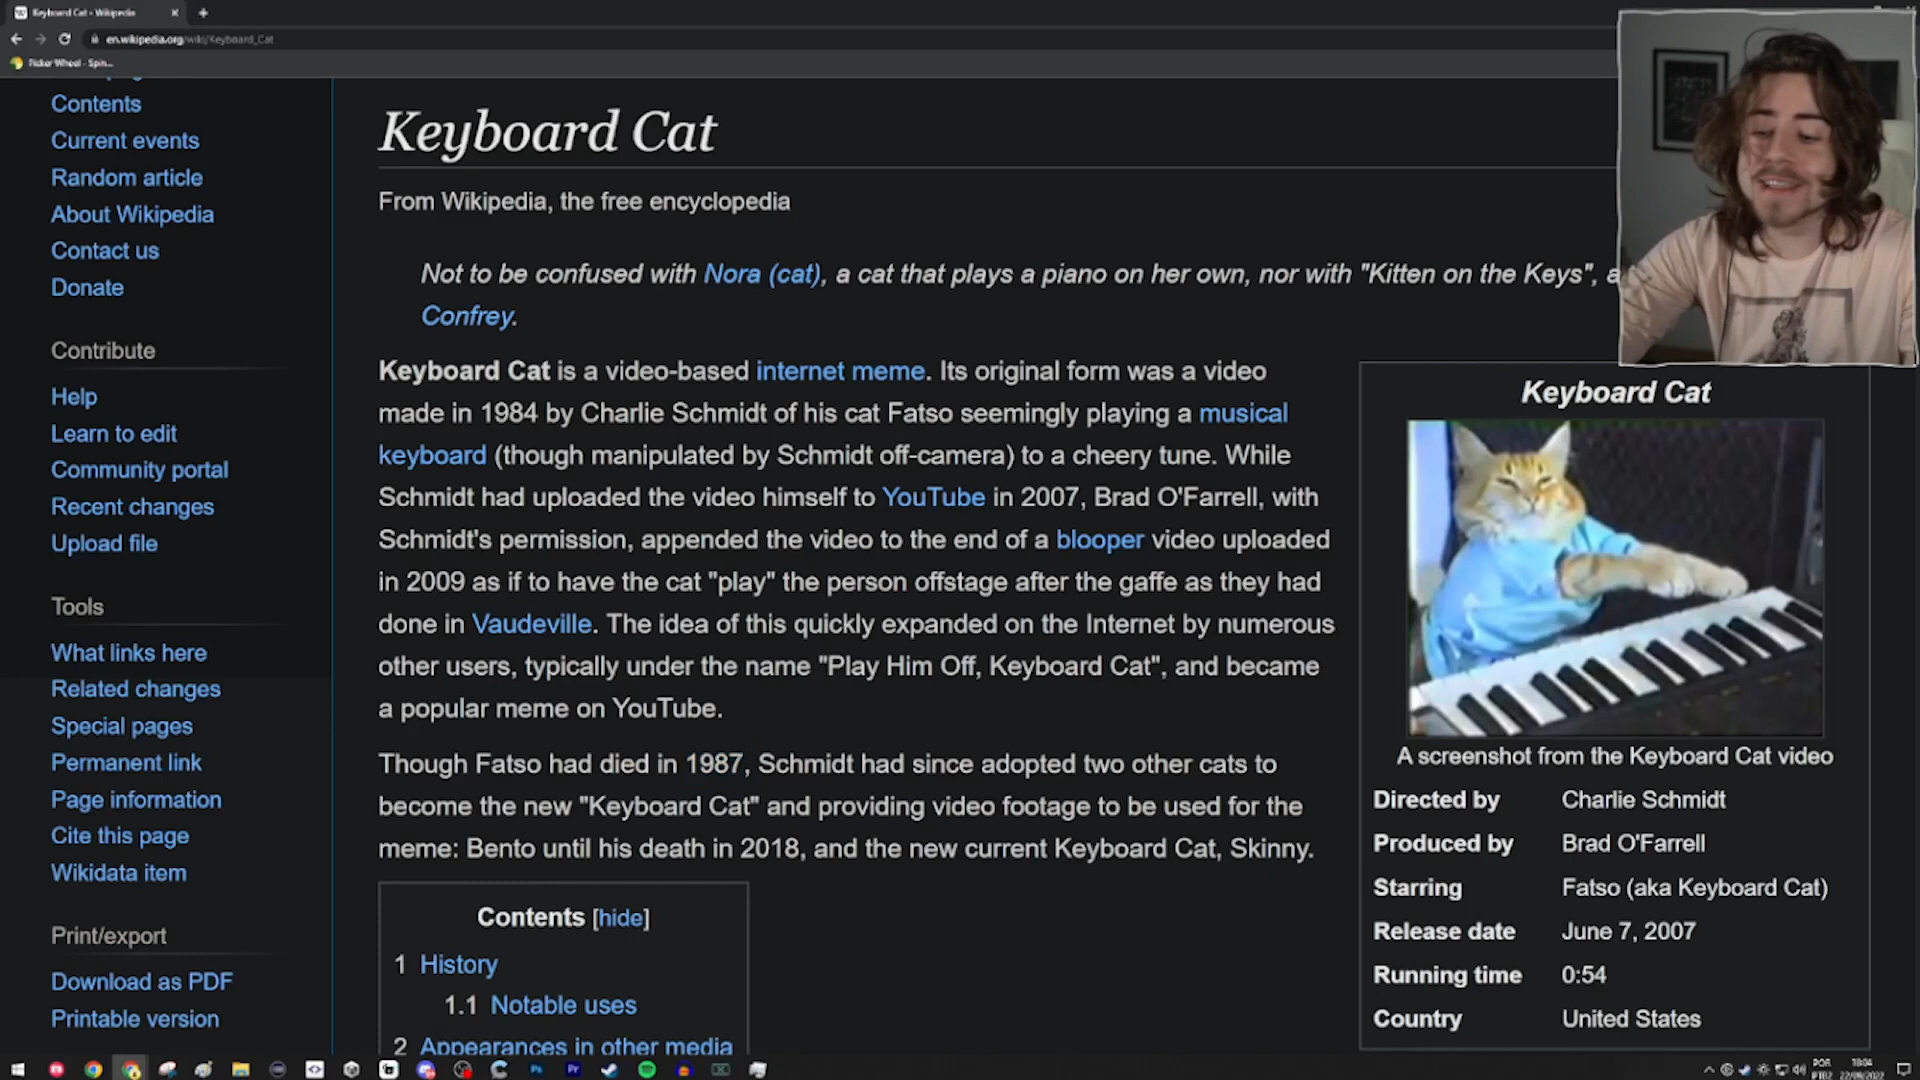 Keyboard Cat - Wikipedia
en.wikipedia.org/wiki/Keyboard_Cat
Picker Wheel - Spin...
Contents
Current events
Random article
About Wikipedia
Contact us
Donate
Contribute
Help
Learn to edit
Community portal
Recent changes
Upload file
Tools
What links here
Related changes
Special pages
Permanent link
Page information
Cite this page
Wikidata item
Print/export
Download as PDF
Printable version
Keyboard Cat
From Wikipedia, the free encyclopedia
Not to be confused with Nora (cat), a cat that plays a piano on her own, nor with "Kitten on the Keys", a
Confrey.
Keyboard Cat is a video-based internet meme. Its original form was a video
made in 1984 by Charlie Schmidt of his cat Fatso seemingly playing a musical
keyboard (though manipulated by Schmidt off-camera) to a cheery tune. While
Schmidt had uploaded the video himself to YouTube in 2007, Brad O'Farrell, with
Schmidt's permission, appended the video to the end of a blooper video uploaded
in 2009 as if to have the cat "play" the person offstage after the gaffe as they had
done in Vaudeville. The idea of this quickly expanded on the Internet by numerous
other users, typically under the name "Play Him Off, Keyboard Cat", and became
a popular meme on YouTube.
Though Fatso had died in 1987, Schmidt had since adopted two other cats to
become the new "Keyboard Cat" and providing video footage to be used for the
meme: Bento until his death in 2018, and the new current Keyboard Cat, Skinny.
Contents [hide]
1 History
1.1 Notable uses
2 Appearances in other media
Keyboard Cat
A screenshot from the Keyboard Cat video
Directed by Charlie Schmidt
Produced by Brad O'Farrell
Starring Fatso (aka Keyboard Cat)
Release date June 7, 2007
Running time 0:54
Country United States
POR
PTB2
18:04
22/09/2022